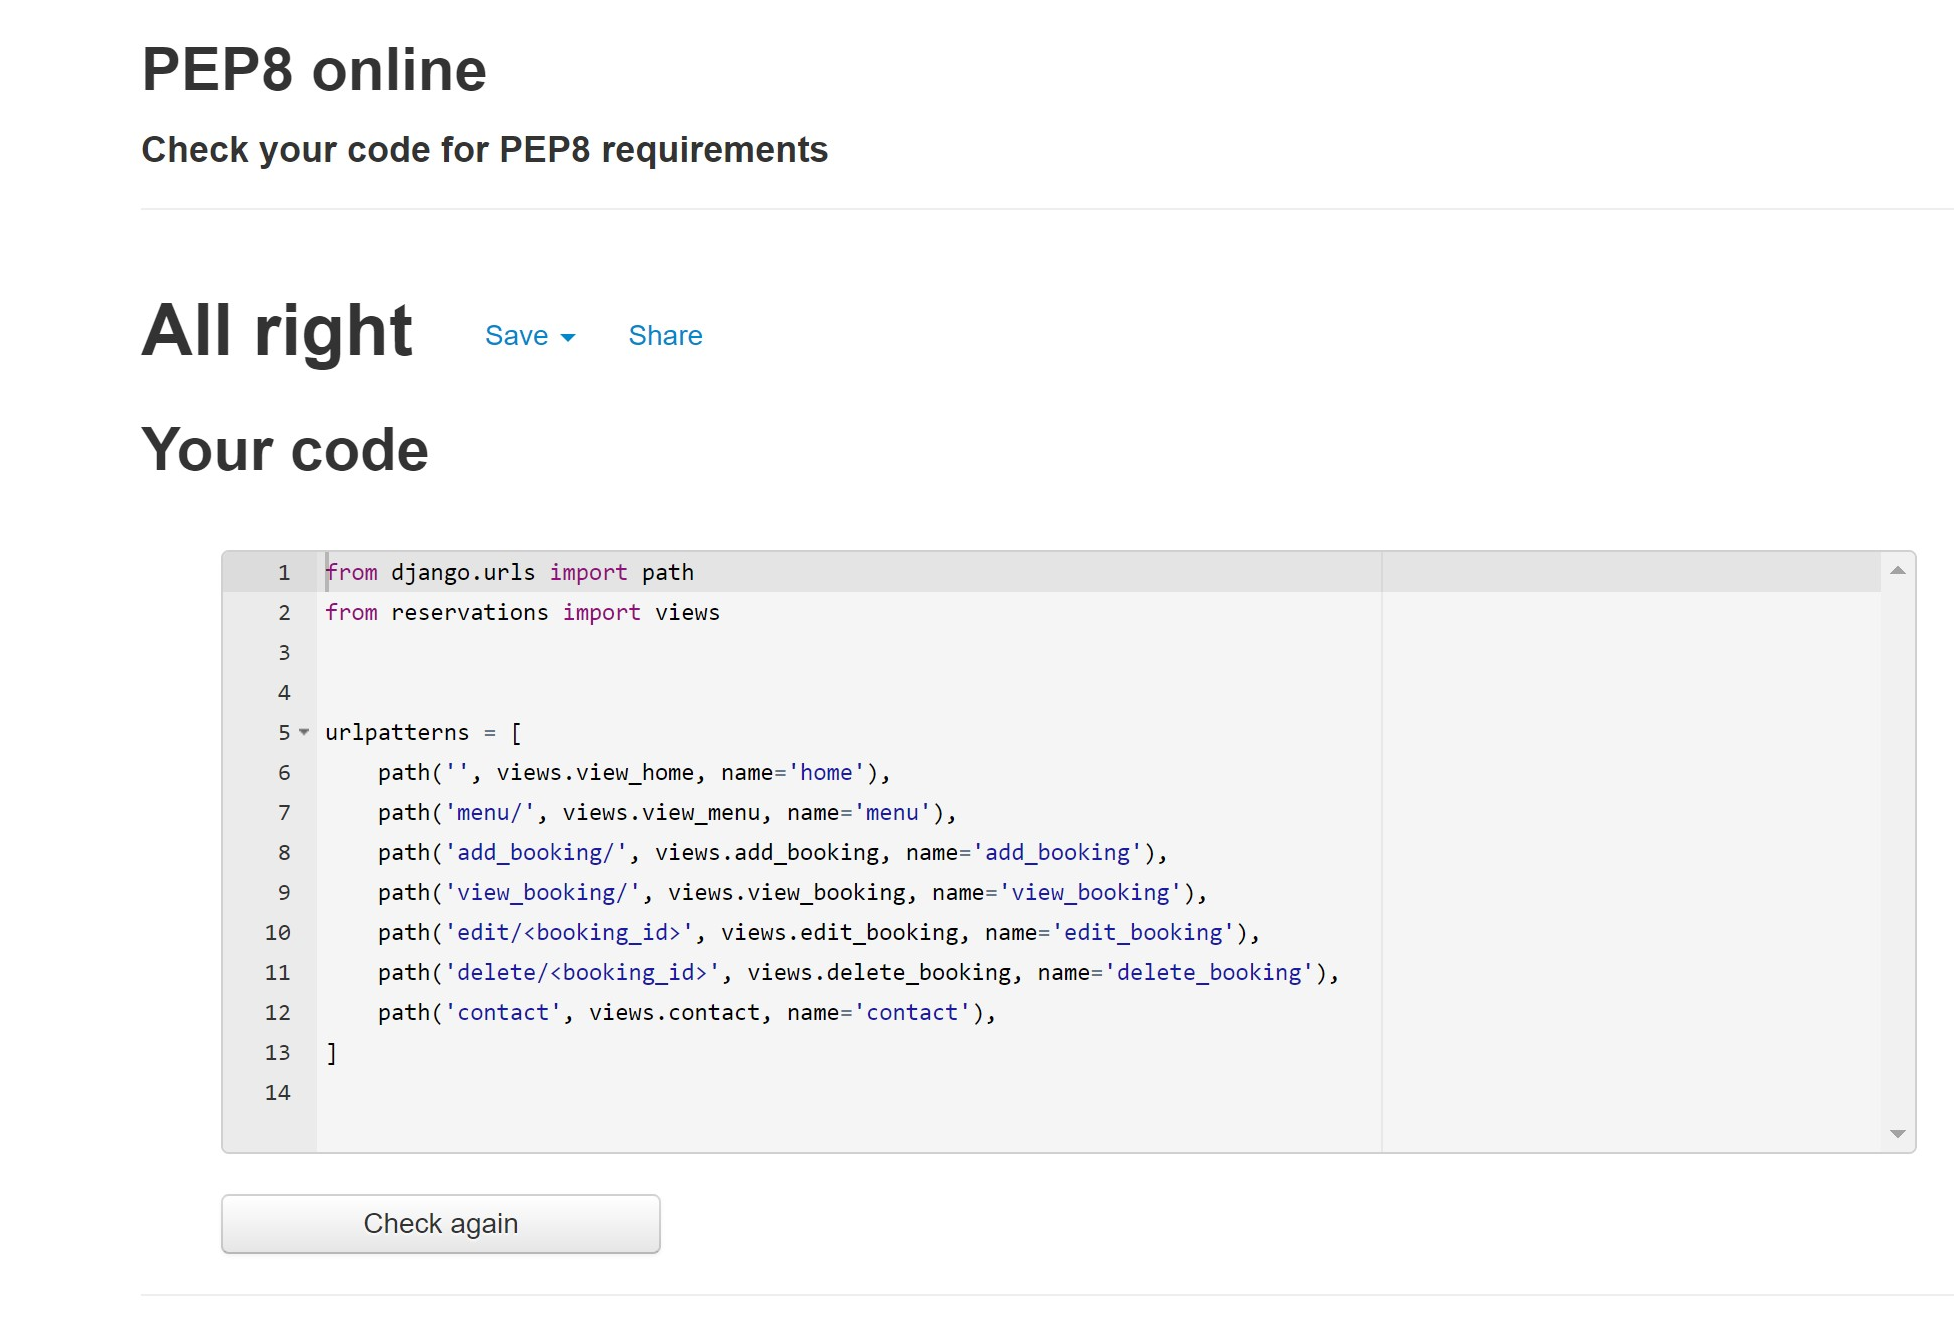 PEP8 online
Check your code for PEP8 requirements
All right Save Share
Your code
1 from django.urls import path
2 from reservations import views
3
4
5 urlpatterns = [
6 path('', views.view_home, name='home'),
7 path('menu/', views.view_menu, name='menu'),
8 path('add_booking/', views.add_booking, name='add_booking'),
9 path('view_booking/', views.view_booking, name='view_booking'),
10 path('edit/<booking_id>', views.edit_booking, name='edit_booking'),
11 path('delete/<booking_id>', views.delete_booking, name='delete_booking'),
12 path('contact', views.contact, name='contact'),
13 ]
14
Check again